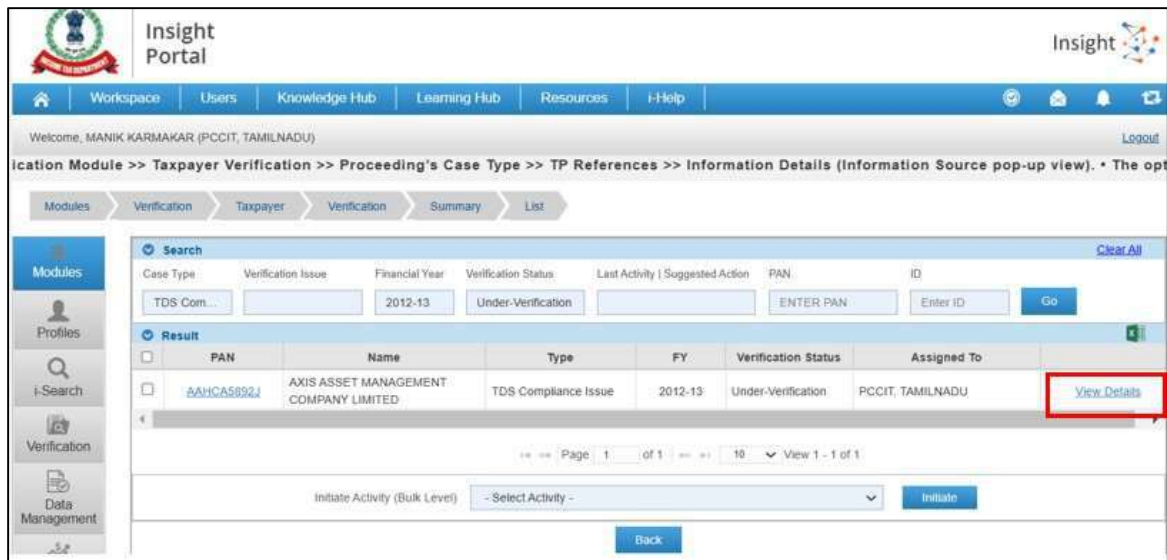 Insight
Portal
INCOME TAX DEPARTMENT
Insight
Workspace Users Knowledge Hub Learning Hub Resources i-Help
Welcome, MANIK KARMAKAR (PCCIT, TAMILNADU) Logout
ication Module >> Taxpayer Verification >> Proceeding's Case Type >> TP References >> Information Details (Information Source pop-up view). • The opt
Modules Verification Taxpayer Verification Summary List
Modules
Profiles
i-Search
Verification
Data
Management
Search Clear All
Case Type Verification Issue Financial Year Verification Status Last Activity | Suggested Action PAN ID
TDS Com... 2012-13 Under-Verification ENTER PAN Enter ID Go
Result
PAN Name Type FY Verification Status Assigned To
AAHCA5892J AXIS ASSET MANAGEMENT COMPANY LIMITED TDS Compliance Issue 2012-13 Under-Verification PCCIT, TAMILNADU View Details
Page 1 of 1 10 View 1 - 1 of 1
Initiate Activity (Bulk Level) - Select Activity - Initiate
Back